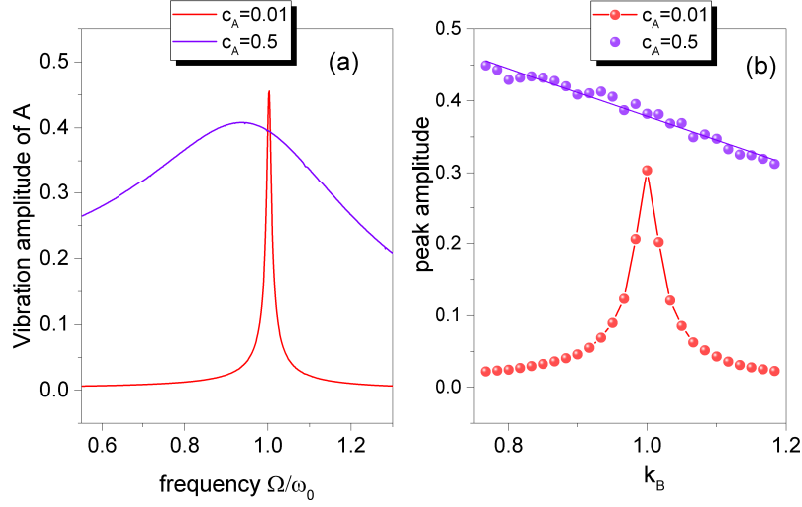 c_A=0.01
c_A=0.5
(a)
Vibration amplitude of A
0.5
0.4
0.3
0.2
0.1
0.0
0.6 0.8 1.0 1.2
frequency Ω/ω_0
c_A=0.01
c_A=0.5
(b)
peak amplitude
0.5
0.4
0.3
0.2
0.1
0.0
0.8 1.0 1.2
k_B